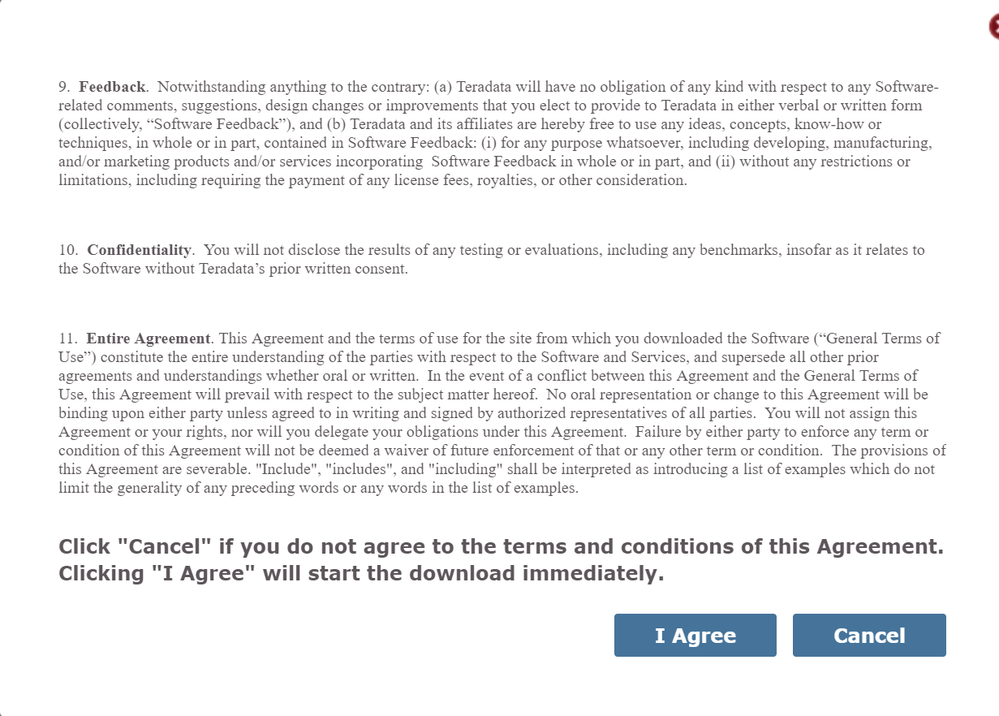 9.  Feedback.  Notwithstanding anything to the contrary: (a) Teradata will have no obligation of any kind with respect to any Software-
related comments, suggestions, design changes or improvements that you elect to provide to Teradata in either verbal or written form
(collectively, “Software Feedback”), and (b) Teradata and its affiliates are hereby free to use any ideas, concepts, know-how or
techniques, in whole or in part, contained in Software Feedback: (i) for any purpose whatsoever, including developing, manufacturing,
and/or marketing products and/or services incorporating  Software Feedback in whole or in part, and (ii) without any restrictions or
limitations, including requiring the payment of any license fees, royalties, or other consideration.
10.  Confidentiality.  You will not disclose the results of any testing or evaluations, including any benchmarks, insofar as it relates to
the Software without Teradata’s prior written consent.
11.  Entire Agreement. This Agreement and the terms of use for the site from which you downloaded the Software (“General Terms of
Use”) constitute the entire understanding of the parties with respect to the Software and Services, and supersede all other prior
agreements and understandings whether oral or written.  In the event of a conflict between this Agreement and the General Terms of
Use, this Agreement will prevail with respect to the subject matter hereof.  No oral representation or change to this Agreement will be
binding upon either party unless agreed to in writing and signed by authorized representatives of all parties.  You will not assign this
Agreement or your rights, nor will you delegate your obligations under this Agreement.  Failure by either party to enforce any term or
condition of this Agreement will not be deemed a waiver of future enforcement of that or any other term or condition.  The provisions of
this Agreement are severable. "Include", "includes", and "including" shall be interpreted as introducing a list of examples which do not
limit the generality of any preceding words or any words in the list of examples.
Click "Cancel" if you do not agree to the terms and conditions of this Agreement.
Clicking "I Agree" will start the download immediately.
I Agree Cancel